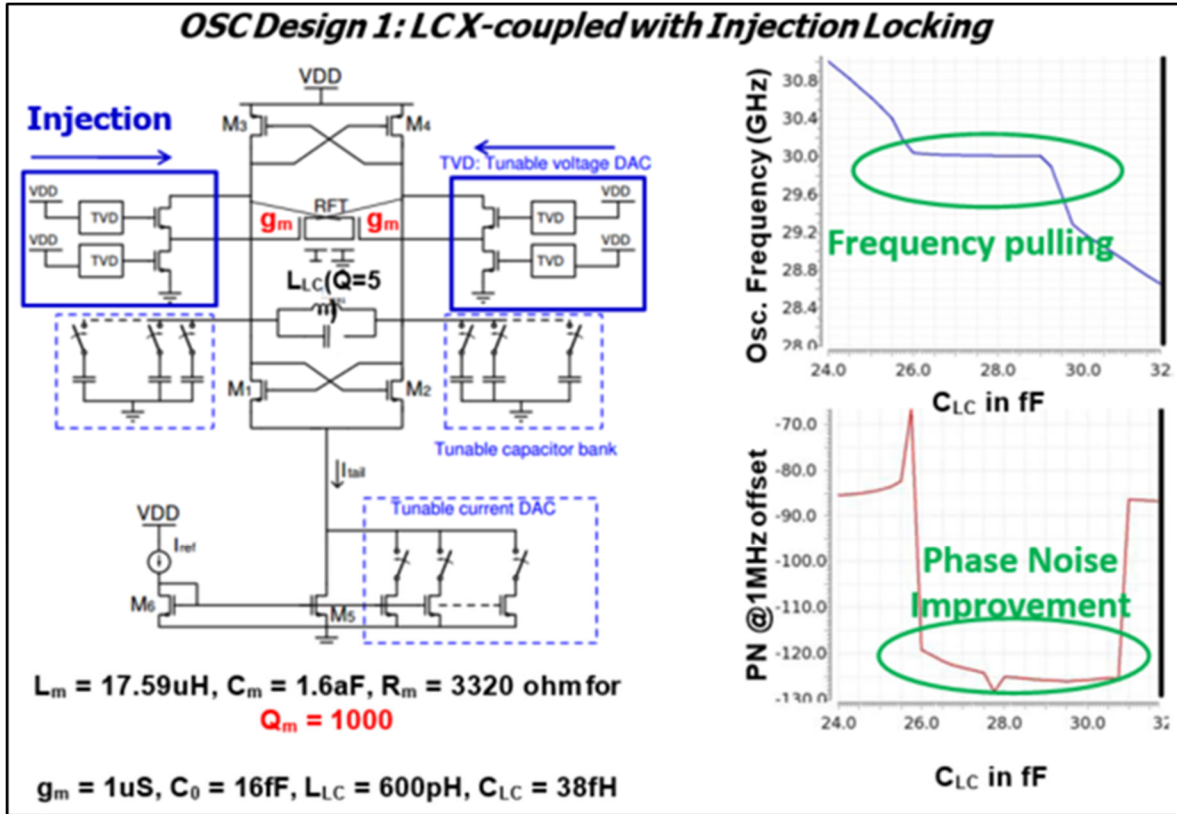 OSC Design 1: LC X-coupled with Injection Locking
VDD
M3
M4
Injection
TVD: Tunable voltage DAC
VDD
TVD
VDD
TVD
gm
RFT
gm
VDD
TVD
VDD
TVD
LLC(Q=5
)
M1
M2
Tunable capacitor bank
Itail
Tunable current DAC
VDD
Iref
M6
M5
Lm = 17.59uH, Cm = 1.6aF, Rm = 3320 ohm for
Qm = 1000
gm = 1uS, C0 = 16fF, LLC = 600pH, CLC = 38fH
Osc. Frequency (GHz)
30.8
30.4
30.0
29.6
29.2
28.8
28.4
28.0
Frequency pulling
24.0
26.0
28.0
30.0
32
CLC in fF
PN @1MHz offset
-70.0
-80.0
-90.0
-100.0
-110.0
-120.0
-130.0
Phase Noise
Improvement
24.0
26.0
28.0
30.0
32
CLC in fF